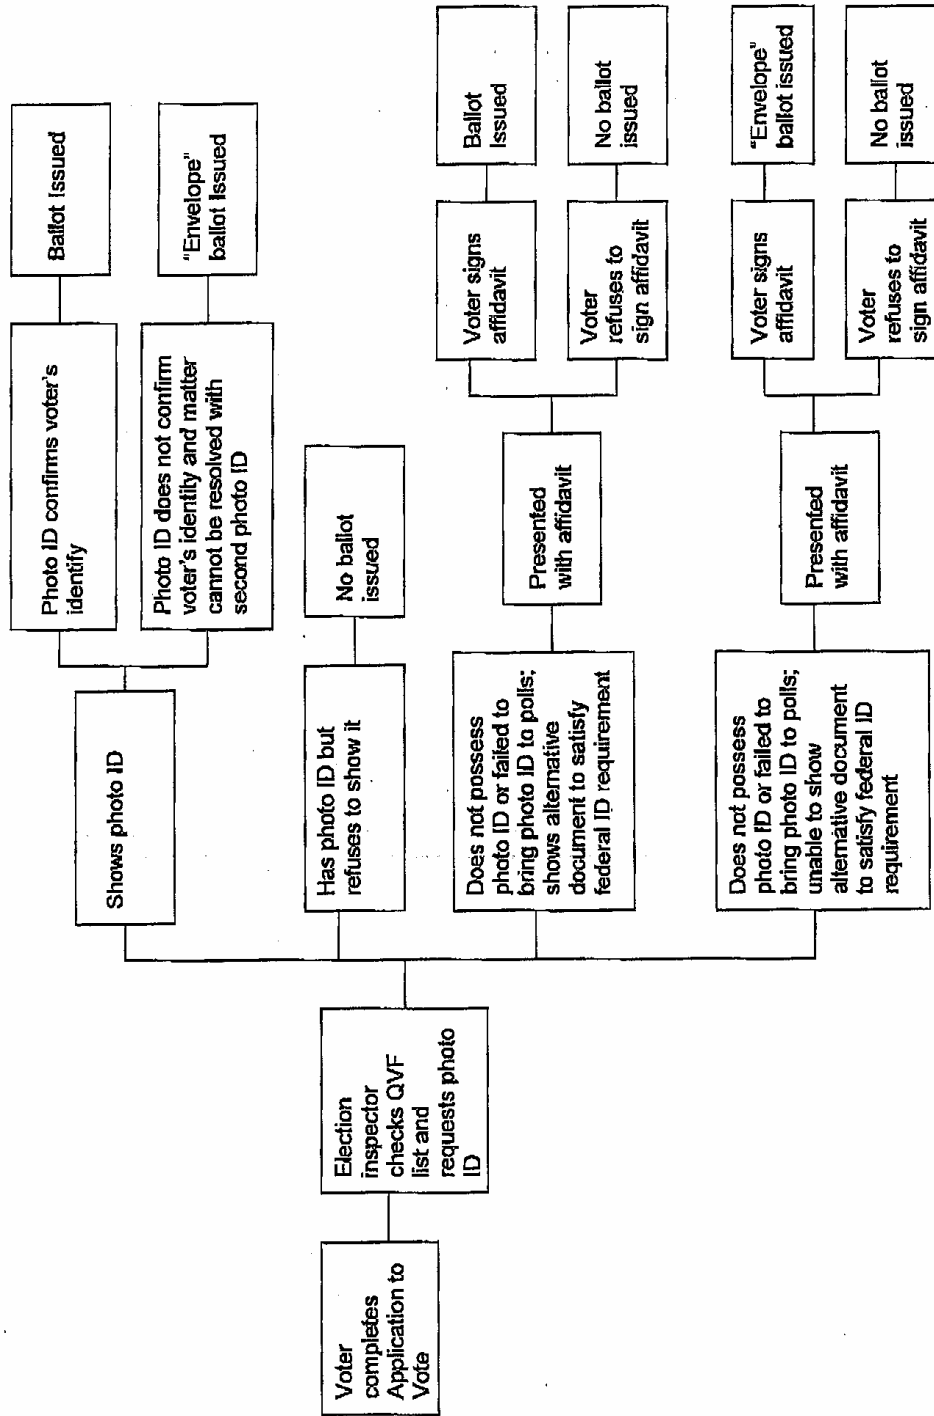 Voter
completes
Application to
Vote
Election
inspector
checks QVF
list and
requests photo
ID
Shows photo ID
Photo ID confirms voter's
identify
Ballot Issued
Photo ID does not confirm
voter's identity and matter
cannot be resolved with
second photo ID
"Envelope"
ballot Issued
Has photo ID but
refuses to show it
No ballot
issued
Does not possess
photo ID or failed to
bring photo ID to polls;
shows alternative
document to satisfy
federal ID requirement
Presented
with affidavit
Voter signs
affidavit
Ballot
Issued
Voter
refuses to
sign affidavit
No ballot
issued
Does not possess
photo ID or failed to
bring photo ID to polls;
unable to show
alternative document
to satisfy federal ID
requirement
Presented
with affidavit
Voter signs
affidavit
"Envelope"
ballot issued
Voter
refuses to
sign affidavit
No ballot
issued